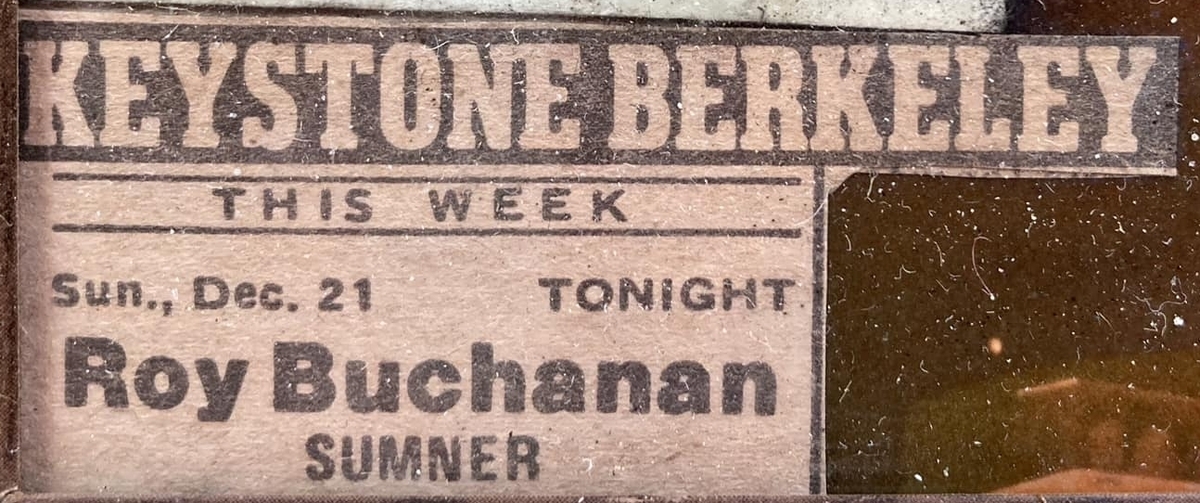 KEYSTONE BERKELEY
THIS WEEK
Sun., Dec. 21 TONIGHT
Roy Buchanan
SUMNER